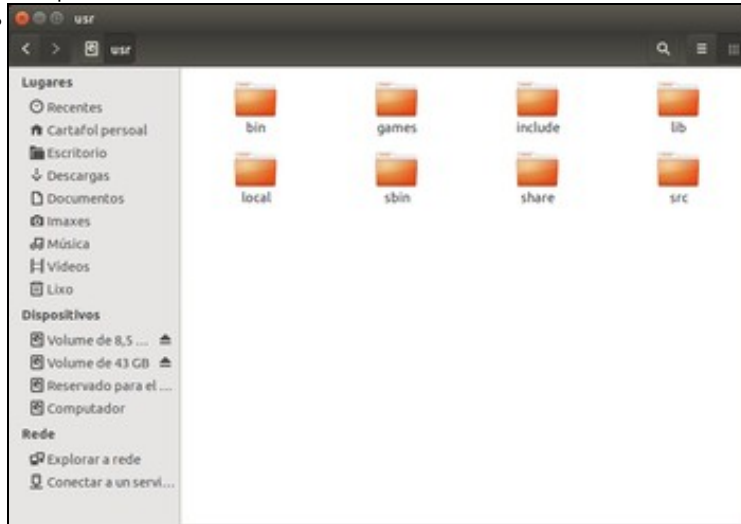 usr
usr
Lugares
Recentes
Cartafol persoal
Escritorio
Descargas
Documentos
Imaxes
Música
Vídeos
Lixo
Dispositivos
Volume de 8,5 ...
Volume de 43 GB
Reservado para el ...
Computador
Rede
Explorar a rede
Conectar a un servi...
bin games include lib
local sbin share src